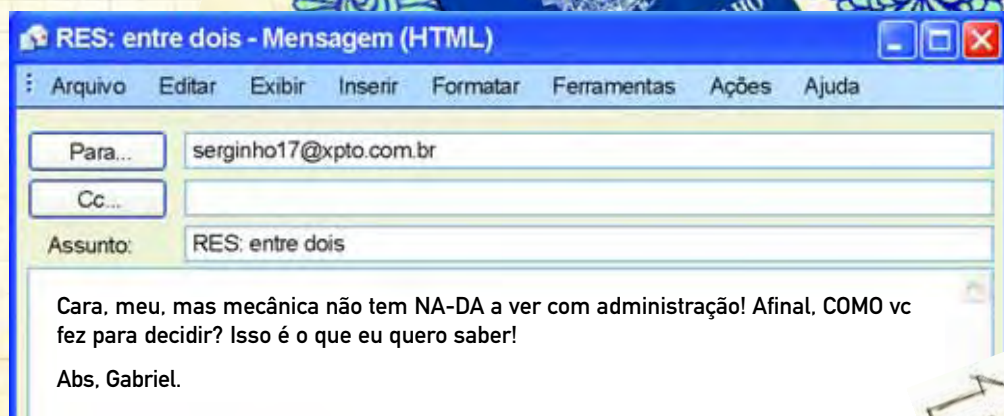 RES: entre dois - Mensagem (HTML)
Arquivo Editar Exibir Inserir Formatar Ferramentas Ações Ajuda
Para... serginho17@xpto.com.br
Cc...
Assunto: RES: entre dois
Cara, meu, mas mecânica não tem NA-DA a ver com administração! Afinal, COMO vc
fez para decidir? Isso é o que eu quero saber!
Abs, Gabriel.